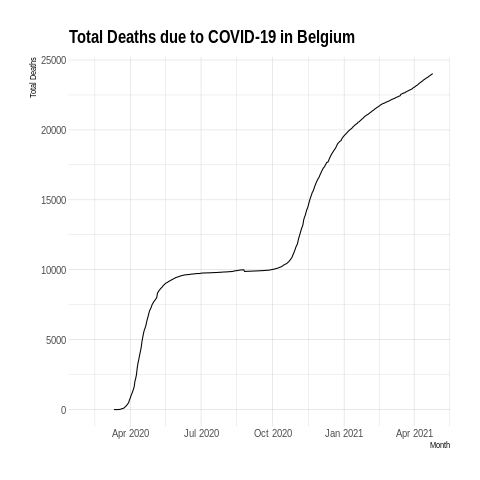 Total Deaths due to COVID-19 in Belgium
Total Deaths
25000
20000
15000
10000
5000
0
Apr 2020 Jul 2020 Oct 2020 Jan 2021 Apr 2021
Month